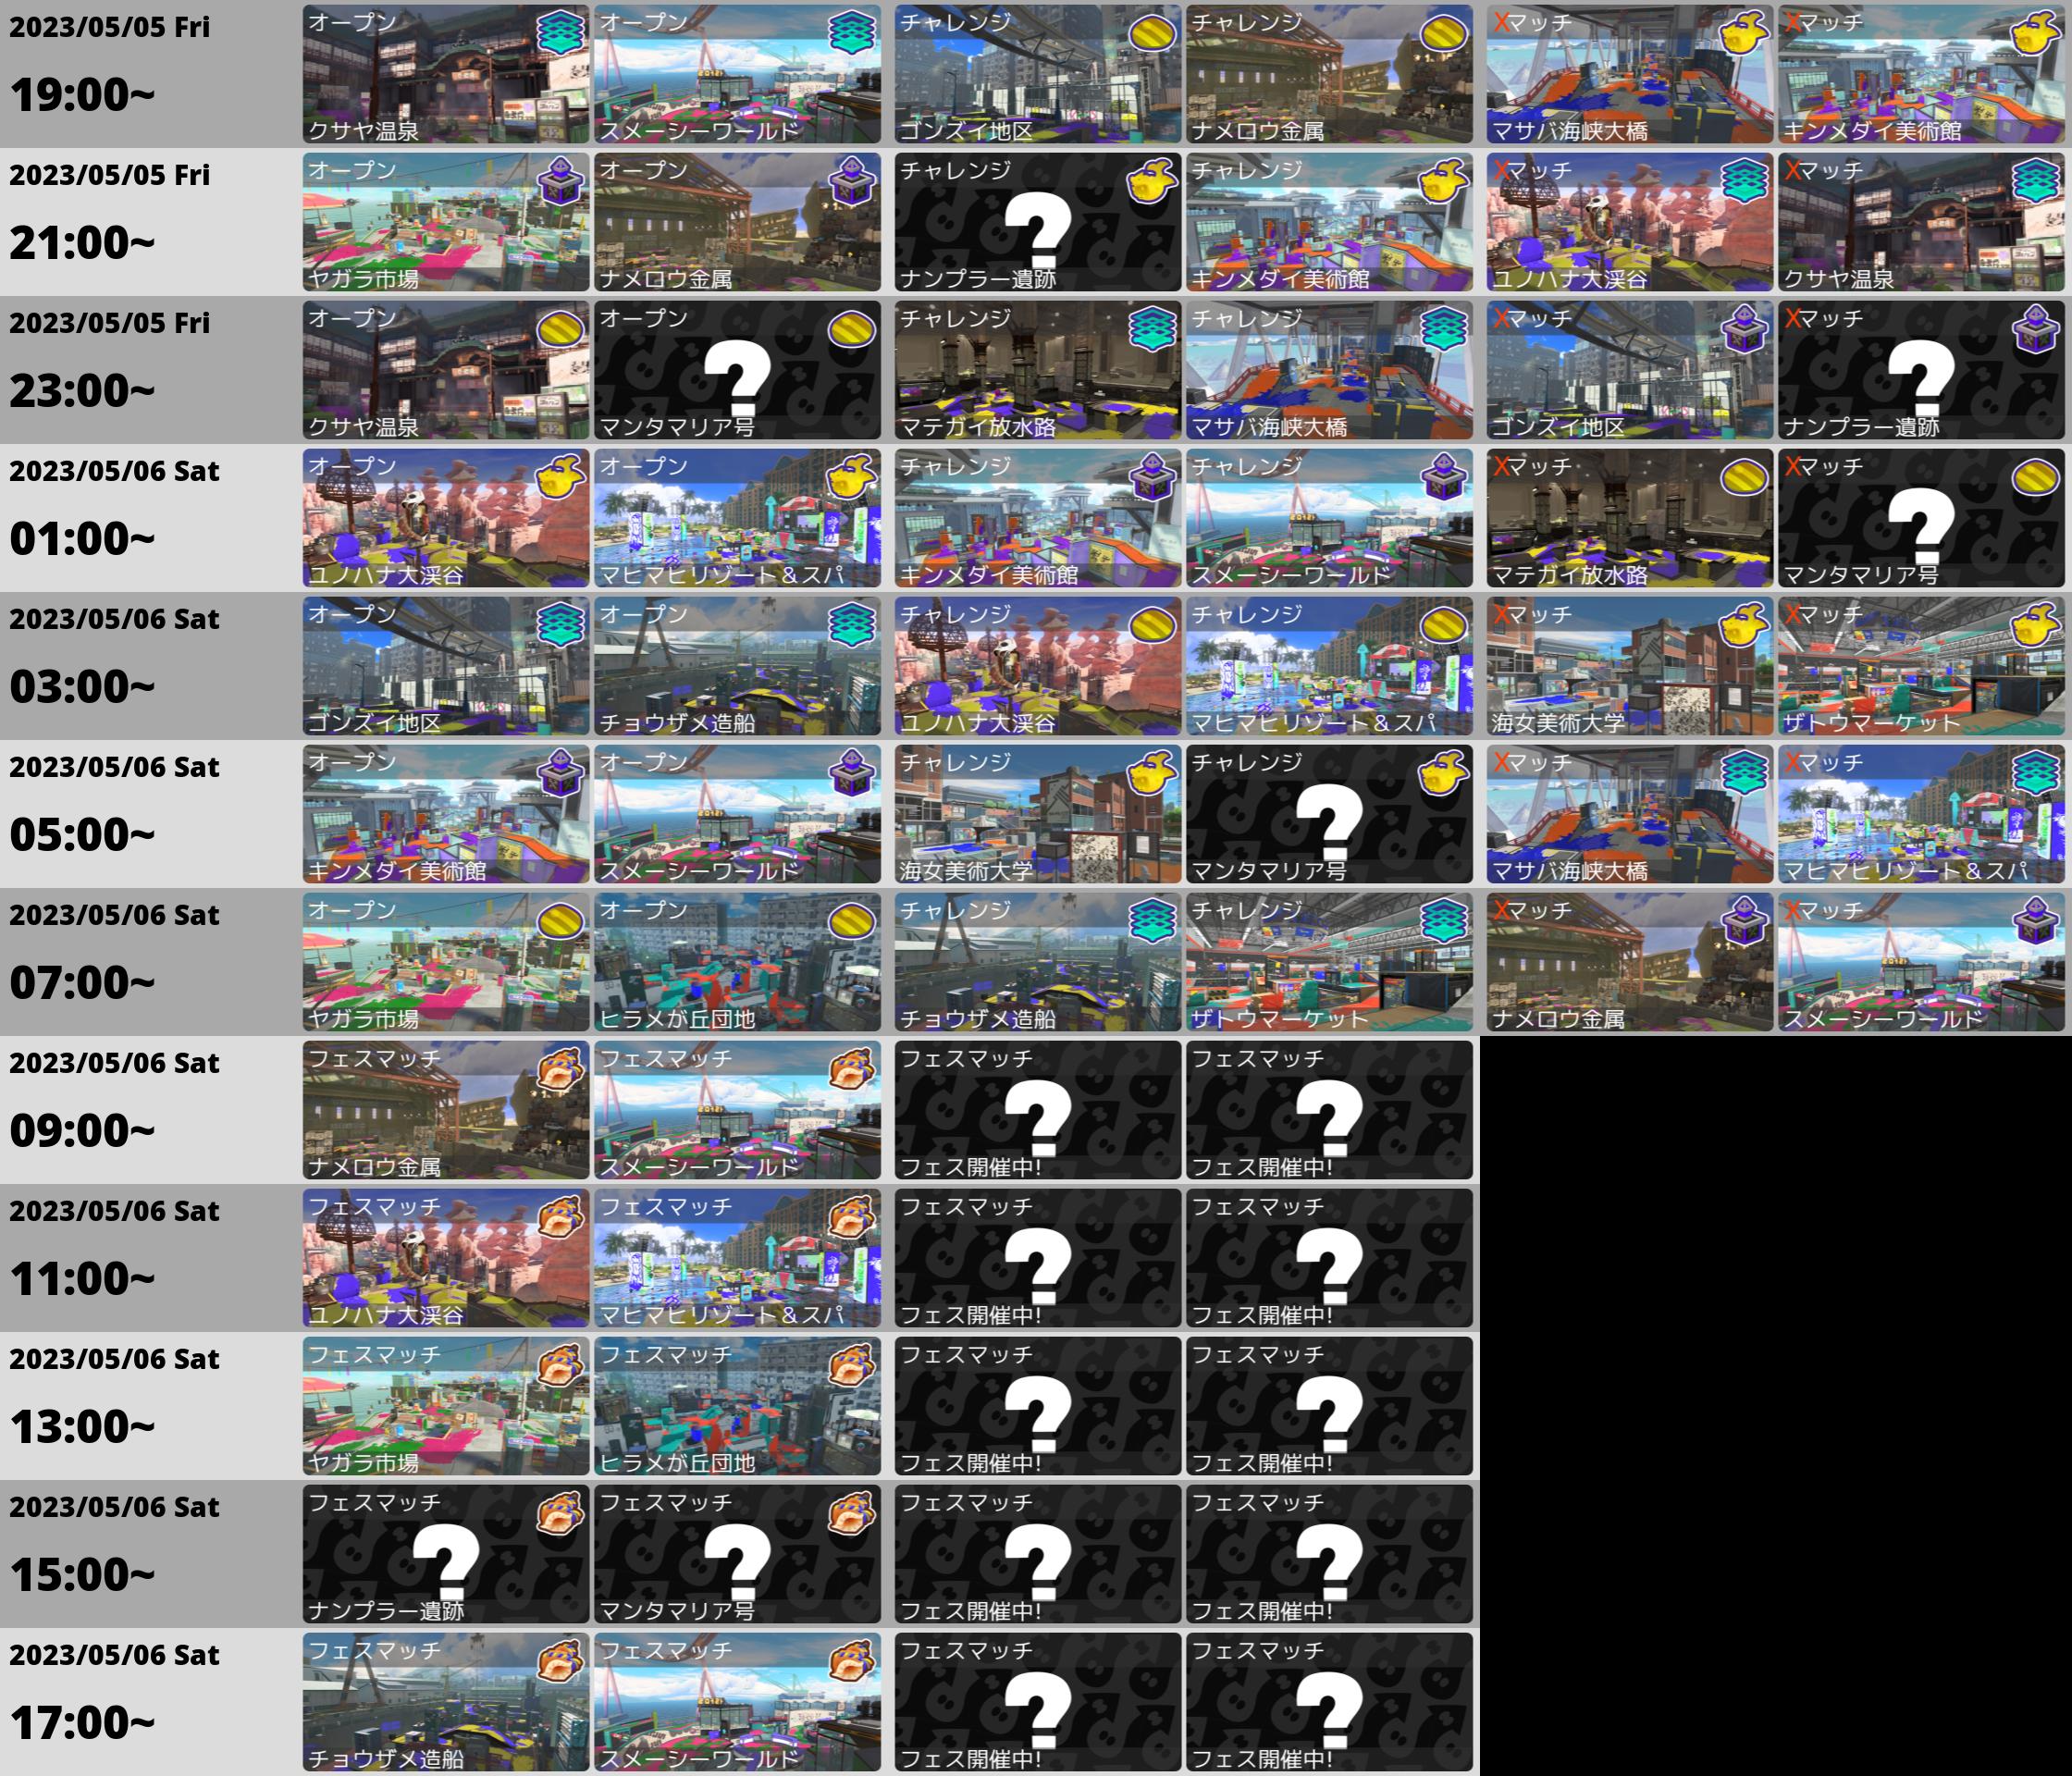 2023/05/05 Fri
19:00~
オープン
クサヤ温泉
オープン
スメーシーワールド
チャレンジ
ゴンズイ地区
チャレンジ
ナメロウ金属
Xマッチ
マサバ海峡大橋
Xマッチ
キンメダイ美術館
2023/05/05 Fri
21:00~
オープン
ヤガラ市場
オープン
ナメロウ金属
チャレンジ
?
ナンプラー遺跡
チャレンジ
キンメダイ美術館
Xマッチ
ユノハナ大渓谷
Xマッチ
クサヤ温泉
2023/05/05 Fri
23:00~
オープン
クサヤ温泉
オープン
?
マンタマリア号
チャレンジ
マテガイ放水路
チャレンジ
マサバ海峡大橋
Xマッチ
ゴンズイ地区
Xマッチ
?
ナンプラー遺跡
2023/05/06 Sat
01:00~
オープン
ユノハナ大渓谷
オープン
マヒマヒリゾート&スパ
チャレンジ
キンメダイ美術館
チャレンジ
スメーシーワールド
Xマッチ
マテガイ放水路
Xマッチ
?
マンタマリア号
2023/05/06 Sat
03:00~
オープン
ゴンズイ地区
オープン
チョウザメ造船
チャレンジ
ユノハナ大渓谷
チャレンジ
マヒマヒリゾート&スパ
Xマッチ
海女美術大学
Xマッチ
ザトウマーケット
2023/05/06 Sat
05:00~
オープン
キンメダイ美術館
オープン
スメーシーワールド
チャレンジ
海女美術大学
チャレンジ
?
マンタマリア号
Xマッチ
マサバ海峡大橋
Xマッチ
マヒマヒリゾート&スパ
2023/05/06 Sat
07:00~
オープン
ヤガラ市場
オープン
ヒラメが丘団地
チャレンジ
チョウザメ造船
チャレンジ
ザトウマーケット
Xマッチ
ナメロウ金属
Xマッチ
スメーシーワールド
2023/05/06 Sat
09:00~
フェスマッチ
ナメロウ金属
フェスマッチ
スメーシーワールド
フェスマッチ
?
フェス開催中!
フェスマッチ
?
フェス開催中!
2023/05/06 Sat
11:00~
フェスマッチ
ユノハナ大渓谷
フェスマッチ
マヒマヒリゾート&スパ
フェスマッチ
?
フェス開催中!
フェスマッチ
?
フェス開催中!
2023/05/06 Sat
13:00~
フェスマッチ
ヤガラ市場
フェスマッチ
ヒラメが丘団地
フェスマッチ
?
フェス開催中!
フェスマッチ
?
フェス開催中!
2023/05/06 Sat
15:00~
フェスマッチ
?
ナンプラー遺跡
フェスマッチ
?
マンタマリア号
フェスマッチ
?
フェス開催中!
フェスマッチ
?
フェス開催中!
2023/05/06 Sat
17:00~
フェスマッチ
チョウザメ造船
フェスマッチ
スメーシーワールド
フェスマッチ
?
フェス開催中!
フェスマッチ
?
フェス開催中!